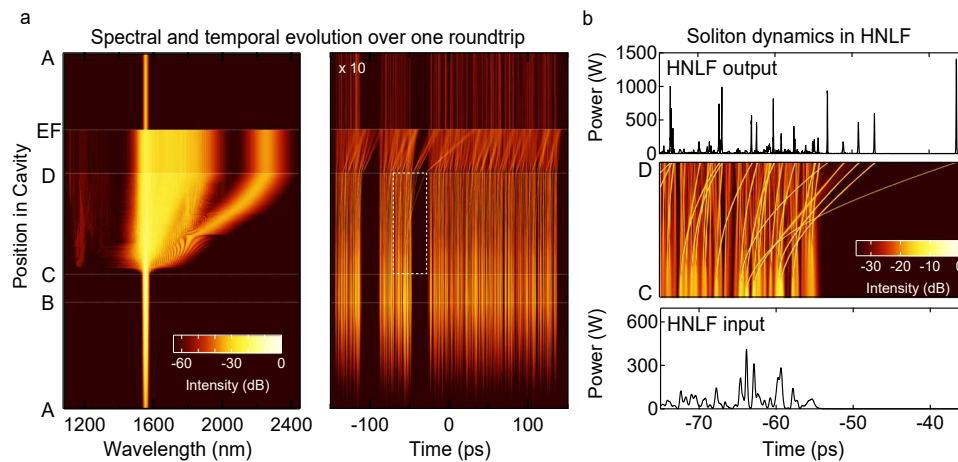 a
Spectral and temporal evolution over one roundtrip
A
EF
D
C
B
A
Position in Cavity
x 10
-60 -30 0
Intensity (dB)
1200 1600 2000 2400
Wavelength (nm)
-100 0 100
Time (ps)
b
Soliton dynamics in HNLF
HNLF output
1500
1000
500
0
Power (W)
D
C
-30 -20 -10 0
Intensity (dB)
HNLF input
600
300
0
Power (W)
-70 -60 -50 -40
Time (ps)